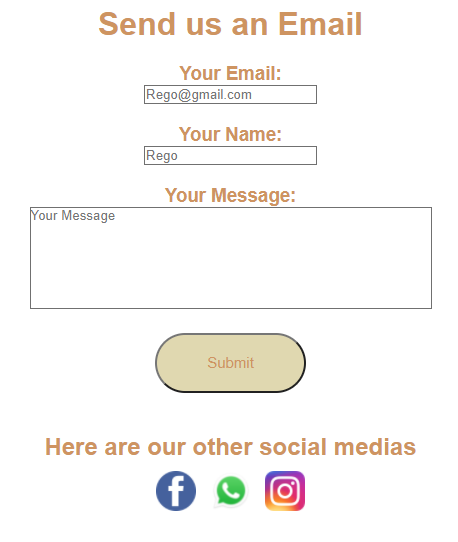 Send us an Email
Your Email:
Rego@gmail.com
Your Name:
Rego
Your Message:
Your Message
Submit
Here are our other social medias